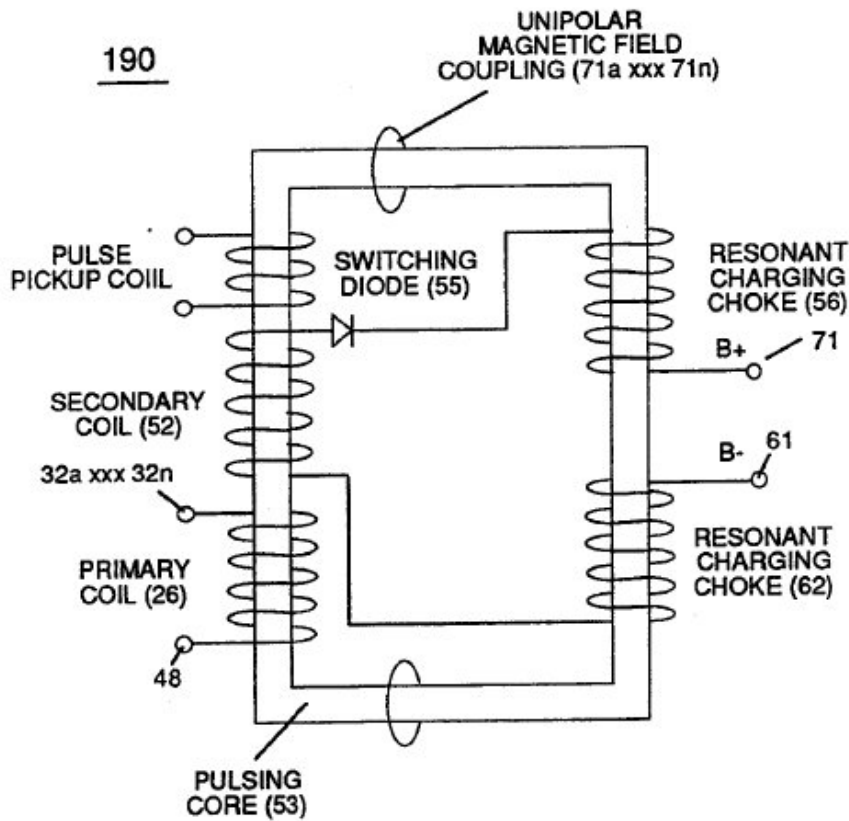 190
UNIPOLAR
MAGNETIC FIELD
COUPLING (71a xxx 71n)
PULSE
PICKUP COIIL
SWITCHING
DIODE (55)
RESONANT
CHARGING
CHOKE (56)
B+
71
SECONDARY
COIL (52)
32a xxx 32n
B-
61
PRIMARY
COIL (26)
RESONANT
CHARGING
CHOKE (62)
48
PULSING
CORE (53)